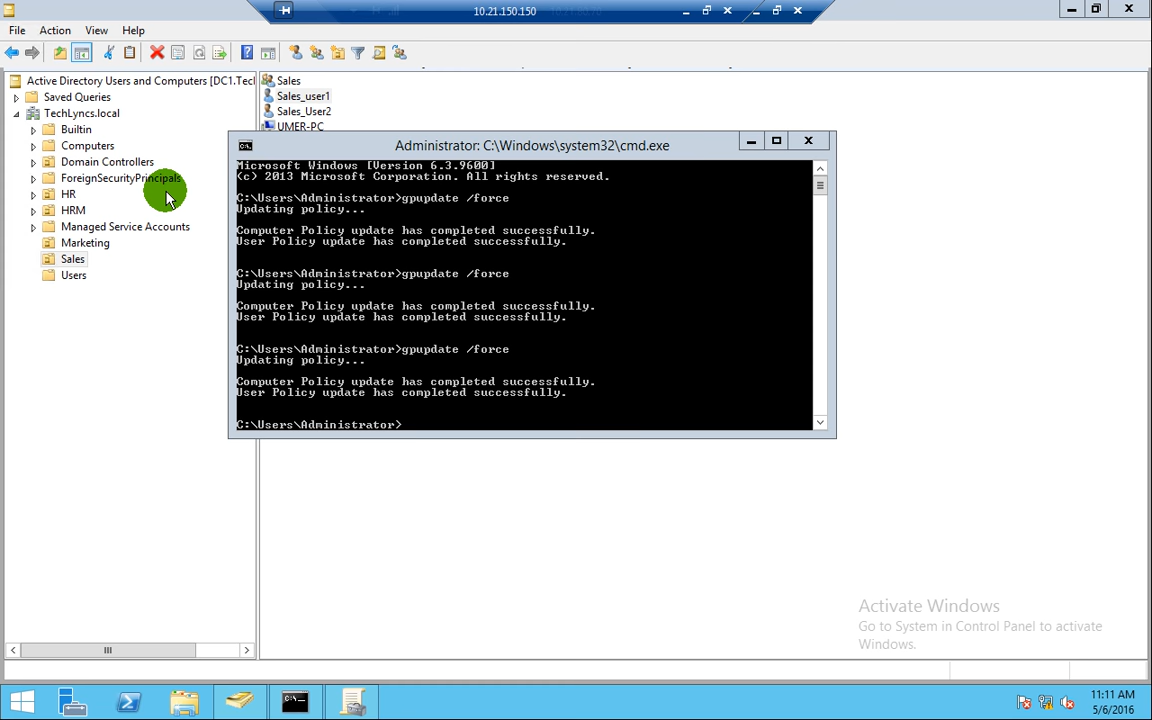 10.21.150.150
File Action View Help
Active Directory Users and Computers [DC1.Tecl
Saved Queries
TechLyncs.local
Builtin
Computers
Domain Controllers
ForeignSecurityPrincipals
HR
HRM
Managed Service Accounts
Marketing
Sales
Users
Sales
Sales_user1
Sales_User2
UMER-PC
Administrator: C:\Windows\system32\cmd.exe
Microsoft Windows [Version 6.3.9600]
(c) 2013 Microsoft Corporation. All rights reserved.
C:\Users\Administrator>gpupdate /force
Updating policy...
Computer Policy update has completed successfully.
User Policy update has completed successfully.
C:\Users\Administrator>gpupdate /force
Updating policy...
Computer Policy update has completed successfully.
User Policy update has completed successfully.
C:\Users\Administrator>gpupdate /force
Updating policy...
Computer Policy update has completed successfully.
User Policy update has completed successfully.
C:\Users\Administrator>
Activate Windows
Go to System in Control Panel to activate
Windows.
11:11 AM
5/6/2016